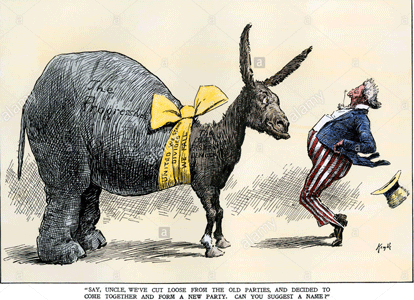 The
Progressive
UNITED WE
DIVIDED
WE FALL
alamy
"SAY, UNCLE, WE'VE CUT LOOSE FROM THE OLD PARTIES, AND DECIDED TO
COME TOGETHER AND FORM A NEW PARTY. CAN YOU SUGGEST A NAME?"